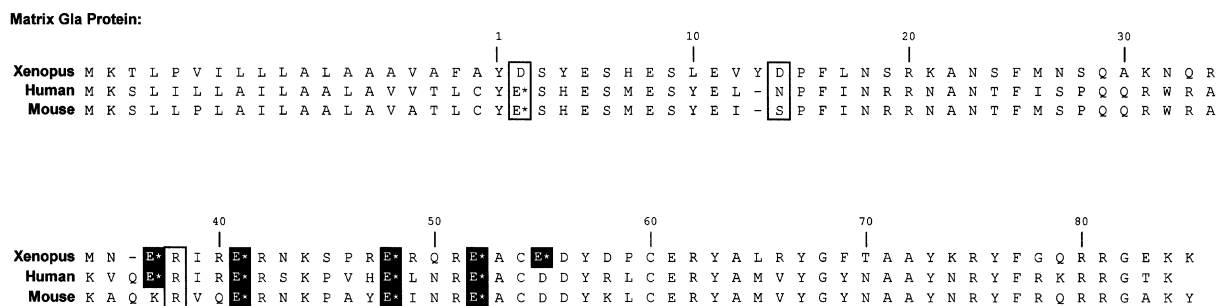 Matrix Gla Protein:
1 10 20 30
Xenopus M K T L P V I L L L A L A A A V A F A Y D S Y E S H E S L E V Y D P F L N S R K A N S F M N S Q A K N Q R
Human M K S L I L L A I L A A L A V V T L C Y E* S H E S M E S Y E L - N P F I N R R N A N T F I S P Q Q R W R A
Mouse M K S L L P L A I L A A L A V A T L C Y E* S H E S M E S Y E I - S P F I N R R N A N T F M S P Q Q R W R A
40 50 60 70 80
Xenopus M N - E* R I R E* R N K S P R E* R Q R E* A C E* D Y D P C E R Y A L R Y G F T A A Y K R Y F G Q R R G E K K
Human K V Q E* R I R E* R S K P V H E* L N R E* A C D D Y R L C E R Y A M V Y G Y N A A Y N R Y F R K R R G T K
Mouse K A Q K R V Q E* R N K P A Y E* I N R E* A C D D Y K L C E R Y A M V Y G Y N A A Y N R Y F R Q R R G A K Y